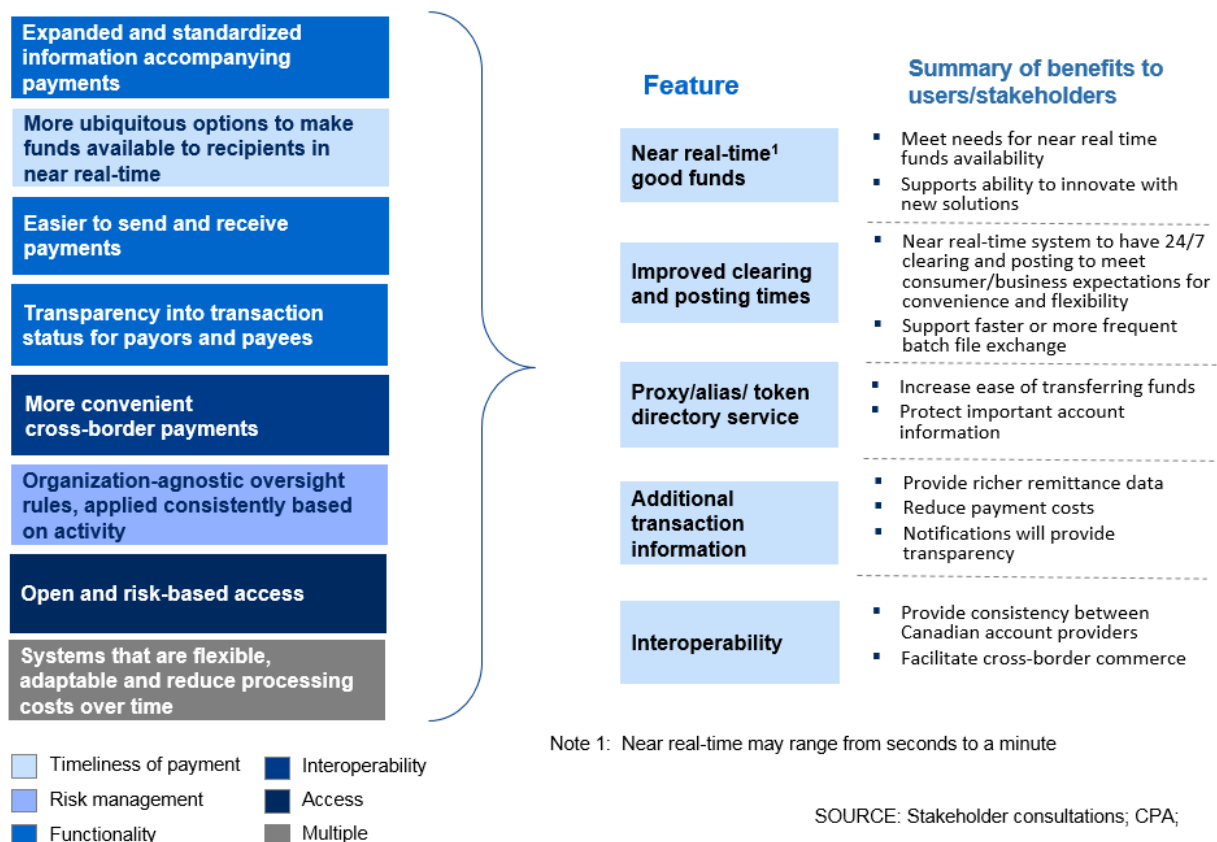 Expanded and standardized
information accompanying
payments
More ubiquitous options to make
funds available to recipients in
near real-time
Easier to send and receive
payments
Transparency into transaction
status for payors and payees
More convenient
cross-border payments
Organization-agnostic oversight
rules, applied consistently based
on activity
Open and risk-based access
Systems that are flexible,
adaptable and reduce processing
costs over time
Timeliness of payment
Risk management
Functionality
Interoperability
Access
Multiple
Feature
Summary of benefits to
users/stakeholders
Near real-time1
good funds
▪ Meet needs for near real time
funds availability
▪ Supports ability to innovate with
new solutions
Improved clearing
and posting times
▪ Near real-time system to have 24/7
clearing and posting to meet
consumer/business expectations for
convenience and flexibility
▪ Support faster or more frequent
batch file exchange
Proxy/alias/ token
directory service
▪ Increase ease of transferring funds
▪ Protect important account
information
Additional
transaction
information
▪ Provide richer remittance data
▪ Reduce payment costs
▪ Notifications will provide
transparency
Interoperability
▪ Provide consistency between
Canadian account providers
▪ Facilitate cross-border commerce
Note 1: Near real-time may range from seconds to a minute
SOURCE: Stakeholder consultations; CPA;